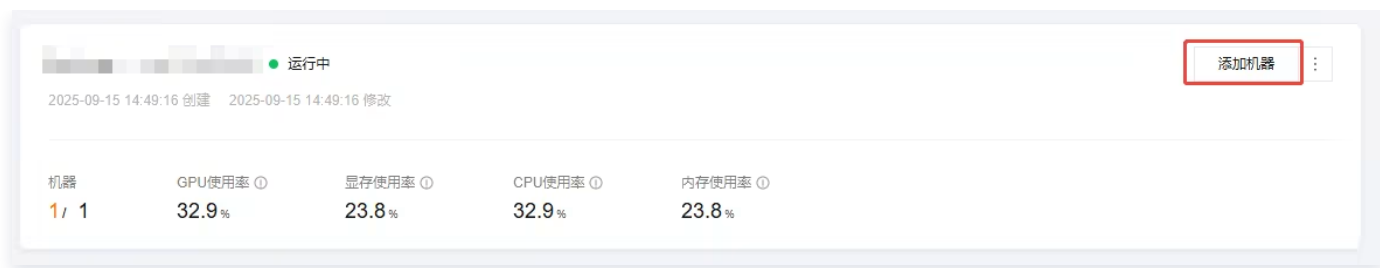 运行中 添加机器
2025-09-15 14:49:16 创建 2025-09-15 14:49:16 修改
机器 GPU使用率 显存使用率 CPU使用率 内存使用率
1/ 1 32.9% 23.8% 32.9% 23.8%